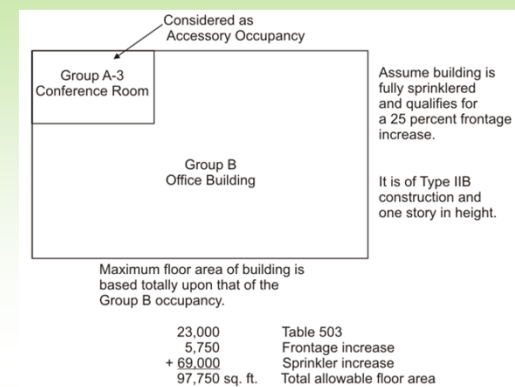 Considered as
Accessory Occupancy
Group A-3
Conference Room
Assume building is
fully sprinklered
and qualifies for
a 25 percent frontage
increase.
Group B
Office Building
It is of Type IIB
construction and
one story in height.
Maximum floor area of building is
based totally upon that of the
Group B occupancy.
23,000 Table 503
5,750 Frontage increase
+ 69,000 Sprinkler increase
97,750 sq. ft. Total allowable floor area